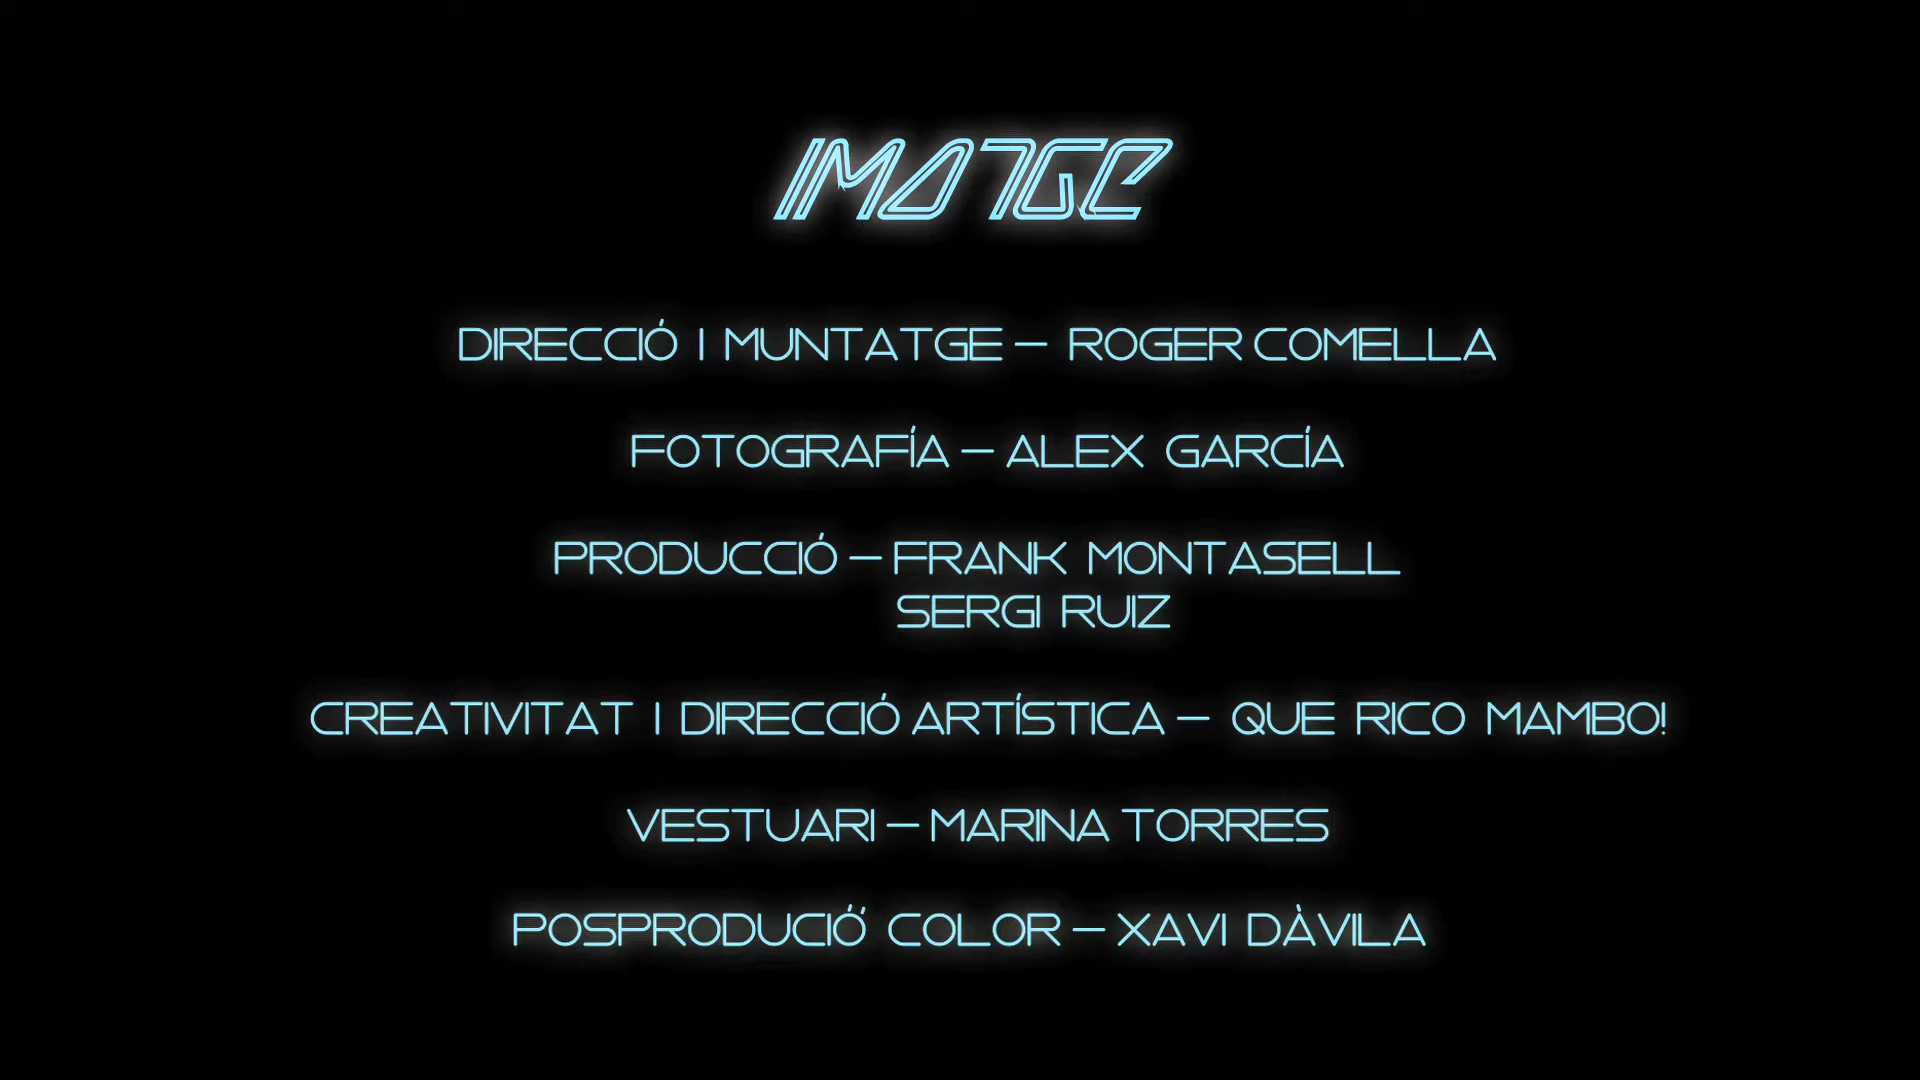 IMATGE
DIRECCIÓ I MUNTATGE – ROGER COMELLA
FOTOGRAFÍA – ALEX GARCÍA
PRODUCCIÓ – FRANK MONTASELL
SERGI RUIZ
CREATIVITAT I DIRECCIÓ ARTÍSTICA – QUE RICO MAMBO!
VESTUARI – MARINA TORRES
POSPRODUCIÓ COLOR – XAVI DÀVILA